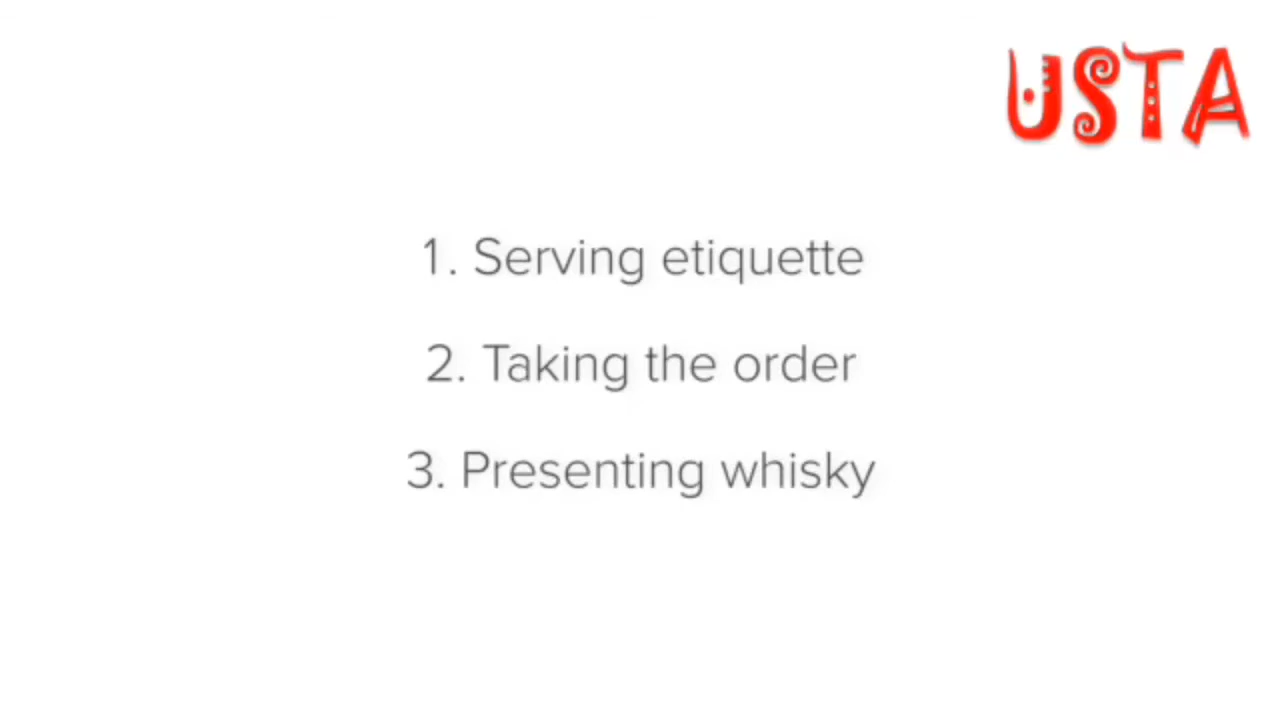 USTA
1. Serving etiquette
2. Taking the order
3. Presenting whisky